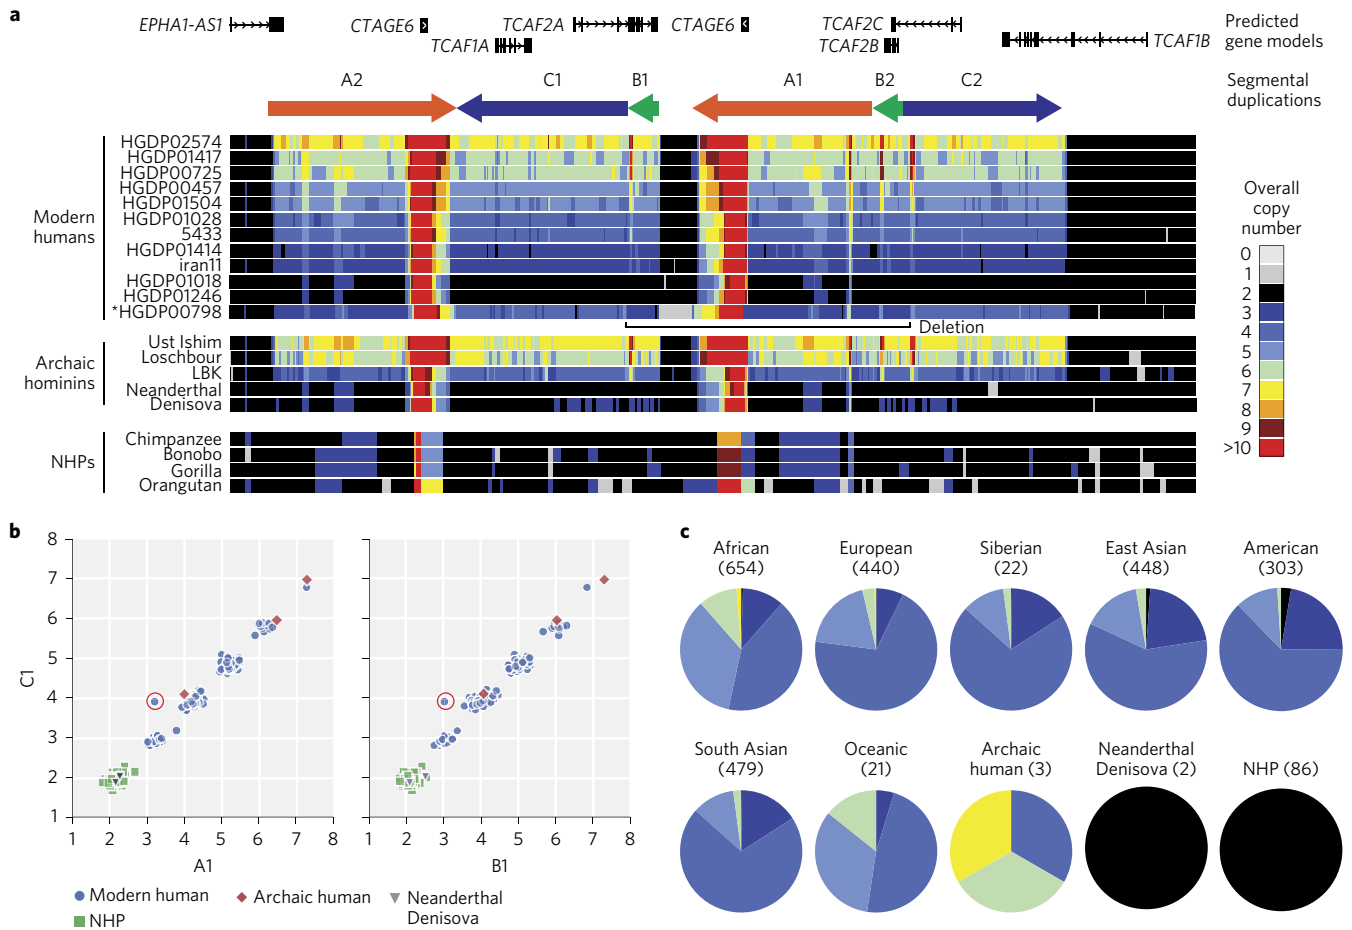 a
EPHA1-AS1
CTAGE6
TCAF2A
CTAGE6
TCAF2C
Predicted
gene models
TCAF1A
TCAF2B
TCAF1B
A2
C1
B1
A1
B2
C2
Segmental
duplications
Modern
humans
HGDP02574
HGDP01417
HGDP00725
HGDP00457
HGDP01504
HGDP01028
5433
HGDP01414
iran11
HGDP01018
HGDP01246
*HGDP00798
Deletion
Archaic
hominins
Ust Ishim
Loschbour
LBK
Neanderthal
Denisova
NHPs
Chimpanzee
Bonobo
Gorilla
Orangutan
Overall
copy
number
0
1
2
3
4
5
6
7
8
9
>10
b
C1
8
7
6
5
4
3
2
1
1 2 3 4 5 6 7 8
A1
1 2 3 4 5 6 7 8
B1
Modern human
Archaic human
Neanderthal
Denisova
NHP
c
African
(654)
European
(440)
Siberian
(22)
East Asian
(448)
American
(303)
South Asian
(479)
Oceanic
(21)
Archaic
human (3)
Neanderthal
Denisova (2)
NHP (86)